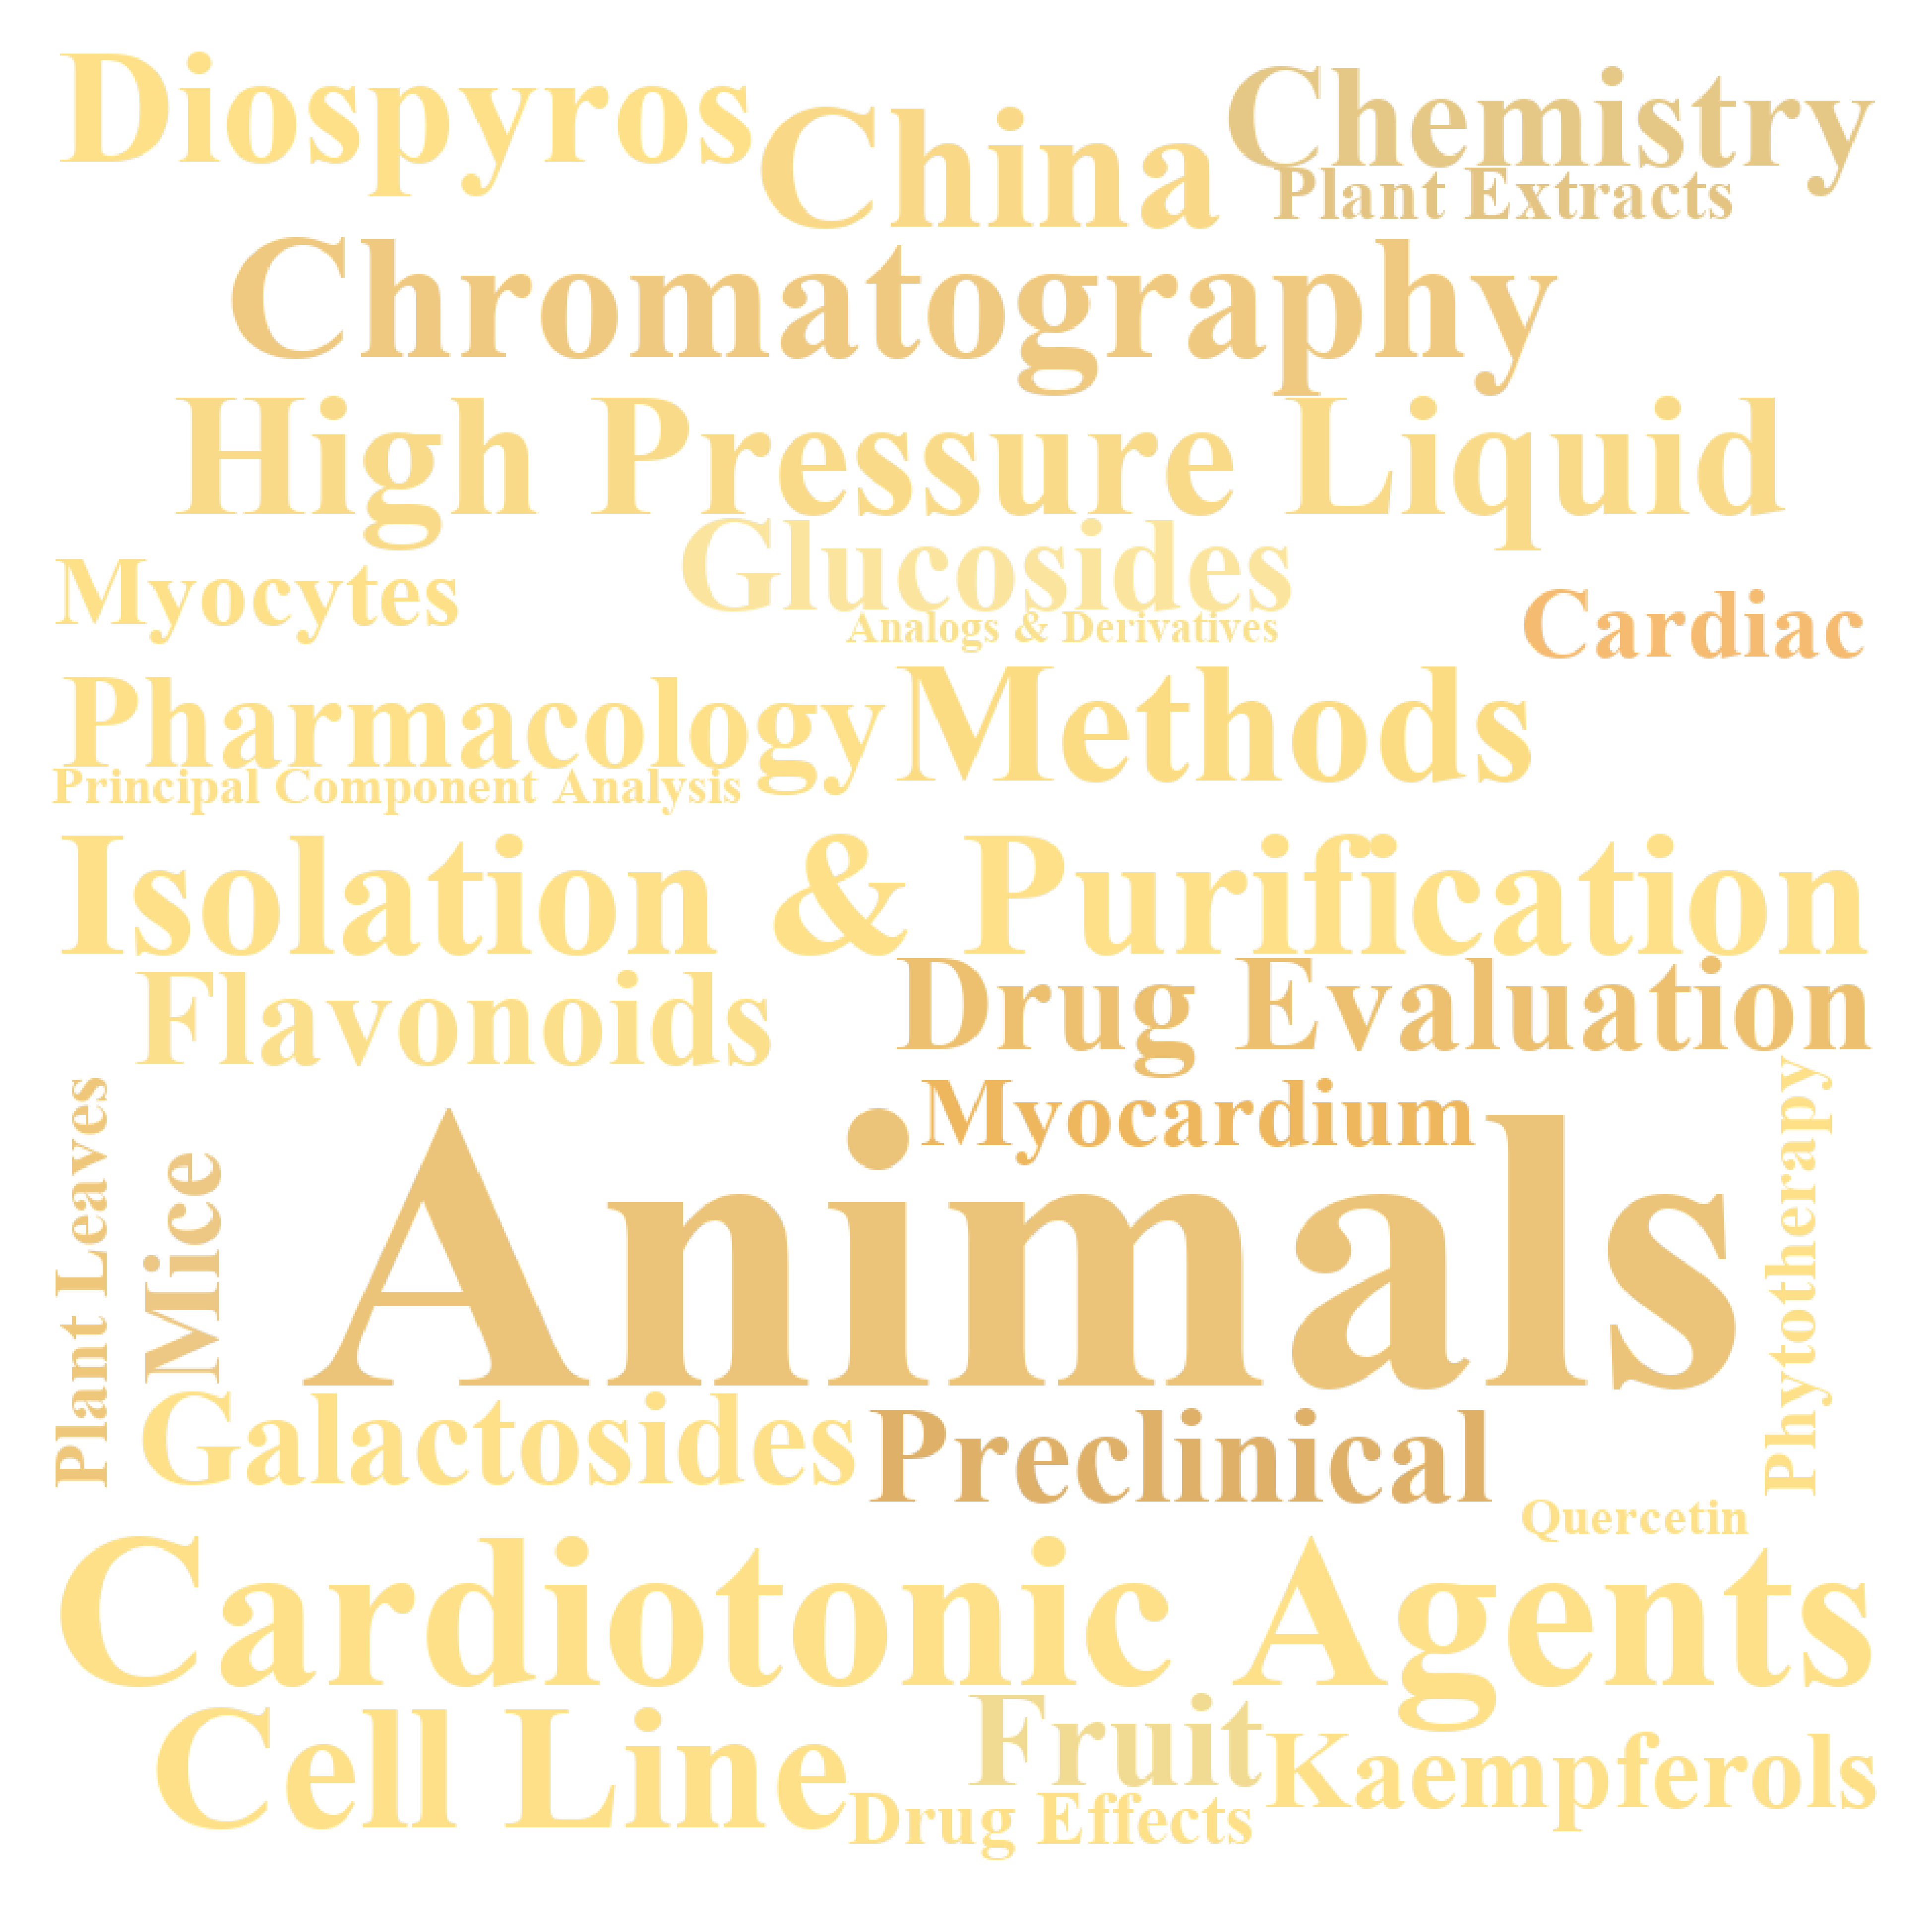 Diospyros
China
Chemistry
Plant Extracts
Chromatography
High Pressure Liquid
Glucosides
Myocytes
Analogs & Derivatives
Cardiac
Pharmacology
Methods
Principal Component Analysis
Isolation & Purification
Flavonoids
Drug Evaluation
Myocardium
Plant Leaves
Mice
Animals
Phytotherapy
Galactosides
Preclinical
Quercetin
Cardiotonic Agents
Cell Line
Fruit
Kaempferols
Drug Effects